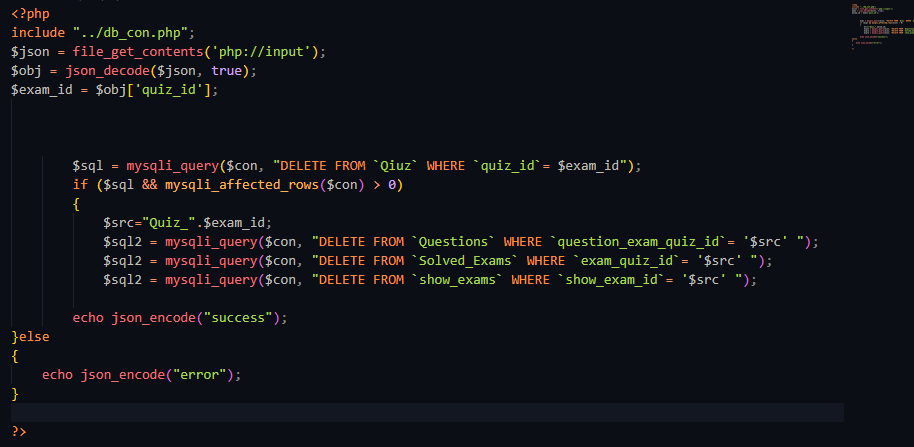 <?php
include "../db_con.php";
$json = file_get_contents('php://input');
$obj = json_decode($json, true);
$exam_id = $obj['quiz_id'];
$sql = mysqli_query($con, "DELETE FROM `Qiuz` WHERE `quiz_id`= $exam_id");
if ($sql && mysqli_affected_rows($con) > 0)
{
$src="Quiz_".$exam_id;
$sql2 = mysqli_query($con, "DELETE FROM `Questions` WHERE `question_exam_quiz_id`= '$src' ");
$sql2 = mysqli_query($con, "DELETE FROM `Solved_Exams` WHERE `exam_quiz_id`= '$src' ");
$sql2 = mysqli_query($con, "DELETE FROM `show_exams` WHERE `show_exam_id`= '$src' ");
echo json_encode("success");
}else
{
echo json_encode("error");
}
?>